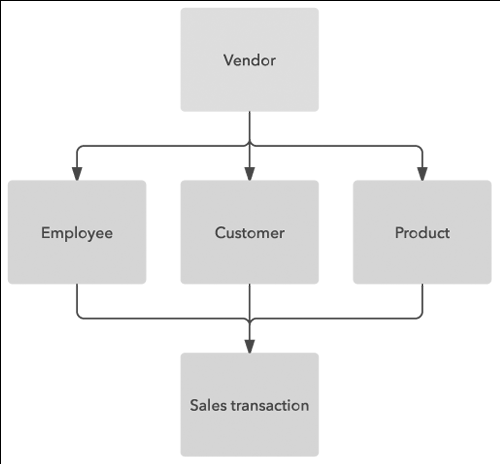 Vendor
Employee
Customer
Product
Sales transaction